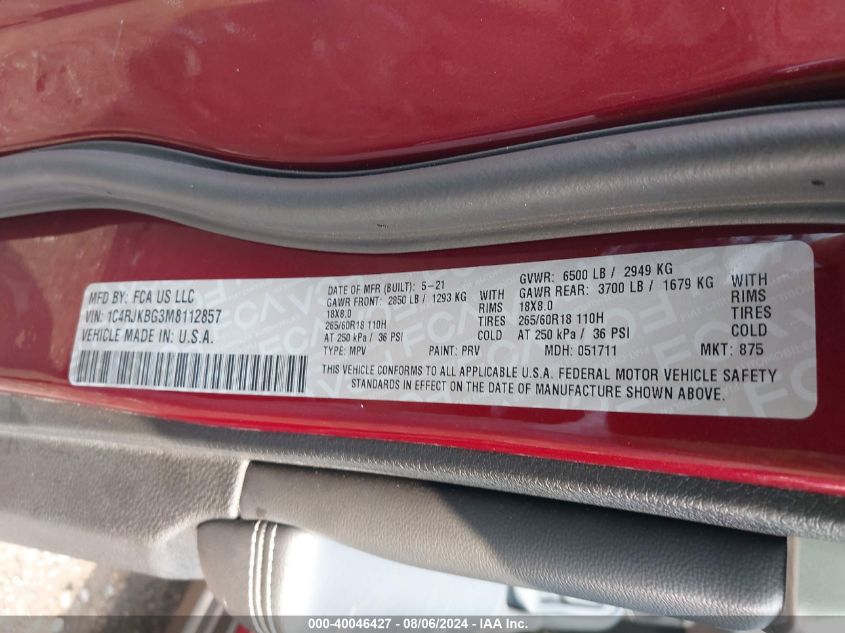 MFD BY: FCA US LLC
VIN: 1C4RJKBG3M8112857
VEHICLE MADE IN: U.S.A.
DATE OF MFR (BUILT): 5-21
GAWR FRONT: 2850 LB / 1293 KG WITH
18X8.0 RIMS
265/60R18 110H TIRES
AT 250 kPa / 36 PSI COLD
TYPE: MPV PAINT: PRV
GVWR: 6500 LB / 2949 KG
GAWR REAR: 3700 LB / 1679 KG WITH
18X8.0 RIMS
265/60R18 110H TIRES
AT 250 kPa / 36 PSI COLD
MDH: 051711 MKT: 875
THIS VEHICLE CONFORMS TO ALL APPLICABLE U.S.A. FEDERAL MOTOR VEHICLE SAFETY
STANDARDS IN EFFECT ON THE DATE OF MANUFACTURE SHOWN ABOVE.
000-40046427 - 08/06/2024 - IAA Inc.